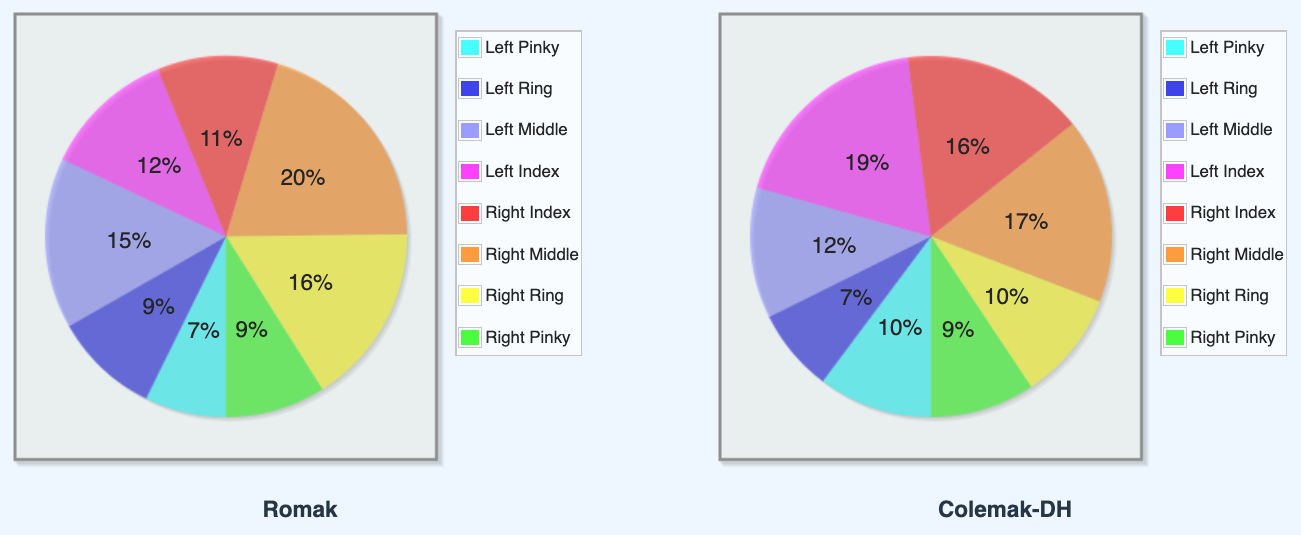 Left Pinky
Left Ring
Left Middle
Left Index
Right Index
Right Middle
Right Ring
Right Pinky
11%
20%
12%
15%
16%
9%
7%
9%
Romak
Left Pinky
Left Ring
Left Middle
Left Index
Right Index
Right Middle
Right Ring
Right Pinky
16%
19%
17%
12%
7%
10%
10%
9%
Colemak-DH